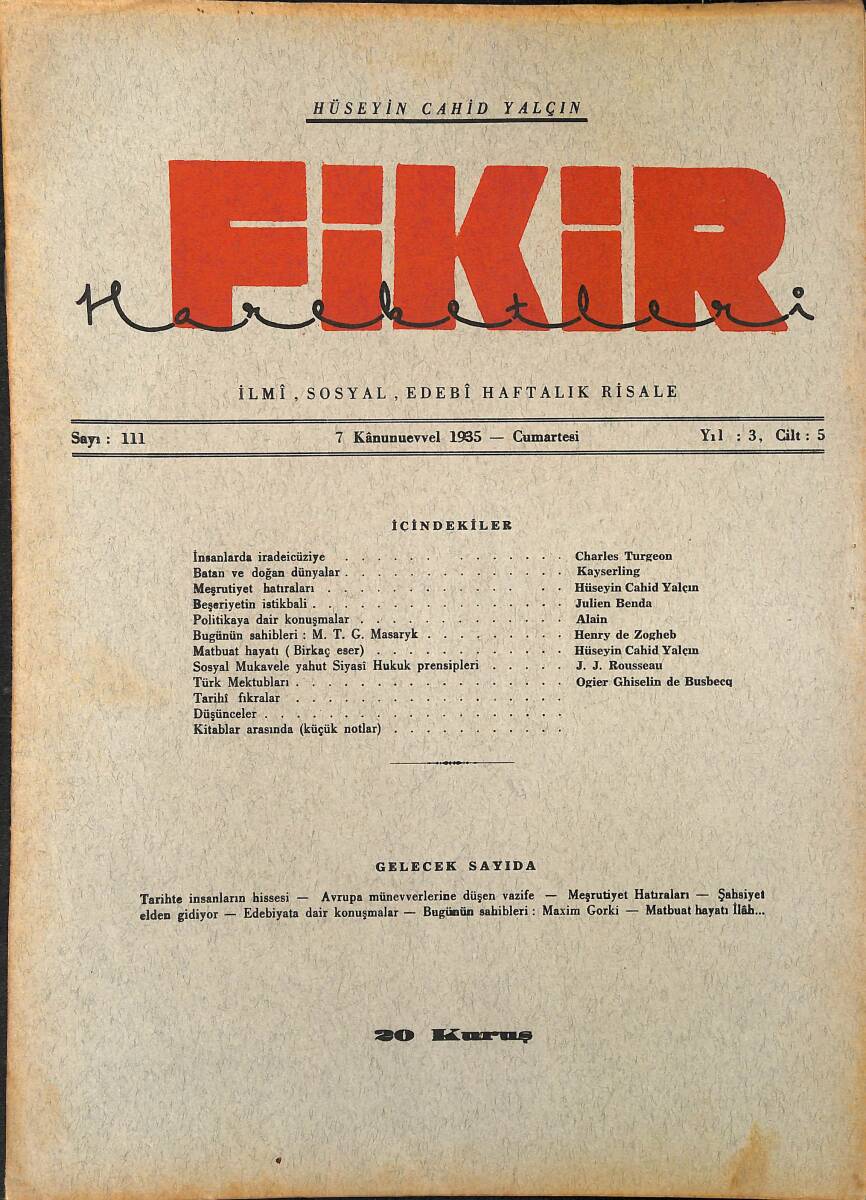 HÜSEYİN CAHİD YALÇIN
FİKİR
Hareketleri
İLMÎ, SOSYAL, EDEBÎ HAFTALIK RİSALE
Sayı: 111 7 Kânunuevvel 1935 — Cumartesi Yıl : 3, Cilt : 5
İCİNDEKİLER
İnsanlarda iradeicüziye . . . . . . . . . . . . . Charles Turgeon
Batan ve doğan dünyalar . . . . . . . . . . . . . Kayserling
Meşrutiyet hatıraları . . . . . . . . . . . . . . Hüseyin Cahid Yalçın
Beşeriyetin istikbali . . . . . . . . . . . . . . Julien Benda
Politikaya dair konuşmalar . . . . . . . . . . . . Alain
Bugünün sahibleri : M. T. G. Masaryk . . . . . . . . Henry de Zogheb
Matbuat hayatı ( Birkaç eser) . . . . . . . . . . . Hüseyin Cahid Yalçın
Sosyal Mukavele yahut Siyasî Hukuk prensipleri . . . . . J. J. Rousseau
Türk Mektubları . . . . . . . . . . . . . . . . Ogier Ghiselin de Busbecq
Tarihî fıkralar . . . . . . . . . . . . . . . .
Düşünceler . . . . . . . . . . . . . . . . . .
Kitablar arasında (küçük notlar) . . . . . . . . . . .
GELECEK SAYIDA
Tarihte insanların hissesi — Avrupa münevverlerine düşen vazife — Meşrutiyet Hatıraları — Şahsiyet
elden gidiyor — Edebiyata dair konuşmalar — Bugünün sahibleri : Maxim Gorki — Matbuat hayatı İlâh...
20 Kuruş